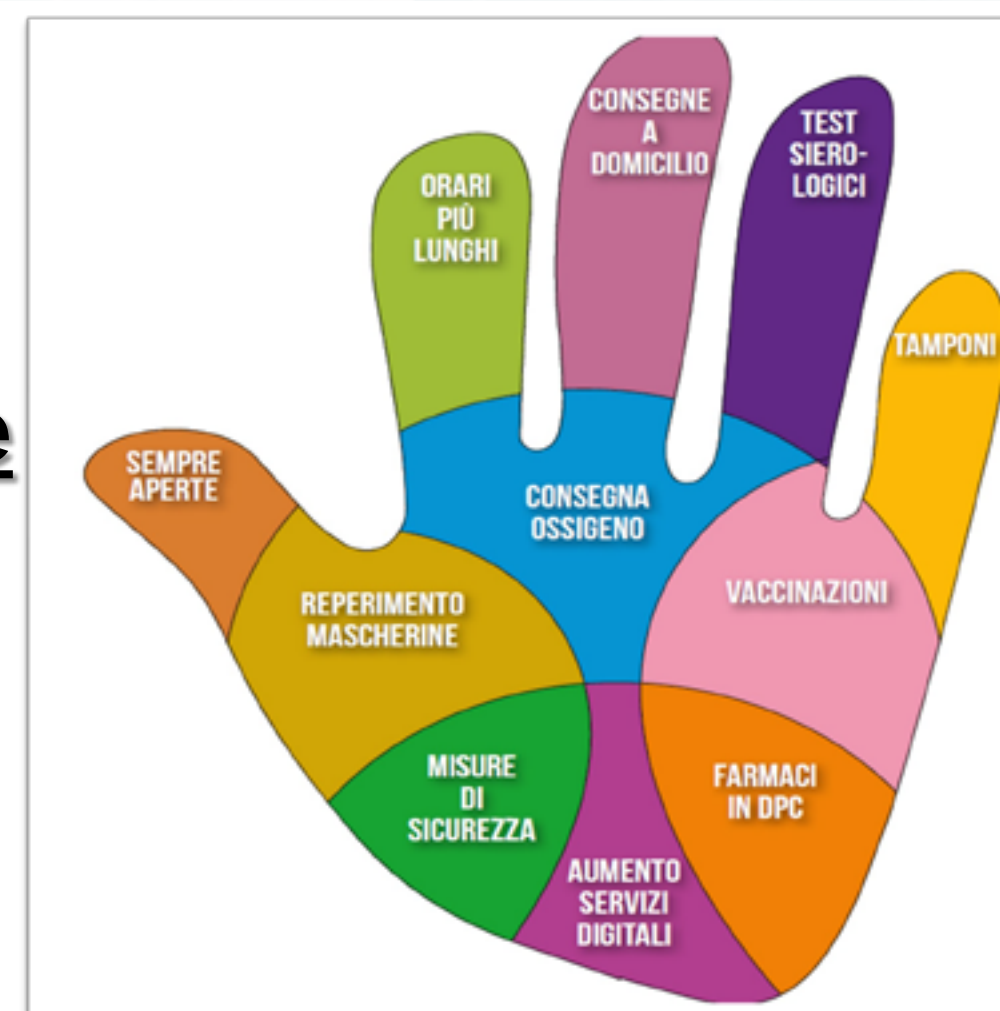 e
SEMPRE
APERTE
ORARI
PIÙ
LUNGHI
CONSEGNE
A
DOMICILIO
TEST
SIERO-
LOGICI
TAMPONI
CONSEGNA
OSSIGENO
REPERIMENTO
MASCHERINE
VACCINAZIONI
MISURE
DI
SICUREZZA
AUMENTO
SERVIZI
DIGITALI
FARMACI
IN DPC